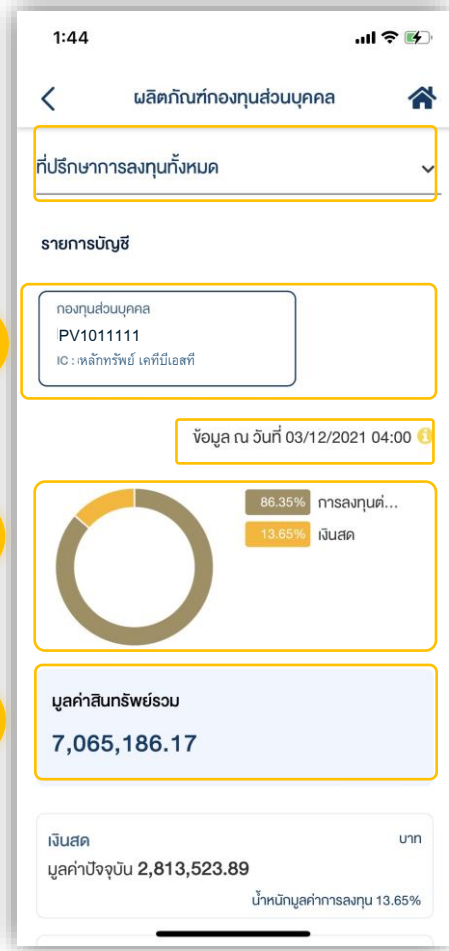 1:44
ผลิตภัณฑ์กองทุนส่วนบุคคล
ที่ปรึกษาการลงทุนทั้งหมด
รายการบัญชี
กองทุนส่วนบุคคล
PV1011111
IC : หลักทรัพย์ เคทีบีเอสที
ข้อมูล ณ วันที่ 03/12/2021 04:00
86.35% การลงทุนต่...
13.65% เงินสด
มูลค่าสินทรัพย์รวม
7,065,186.17
เงินสด บาท
มูลค่าปัจจุบัน 2,813,523.89
น้ำหนักมูลค่าการลงทุน 13.65%